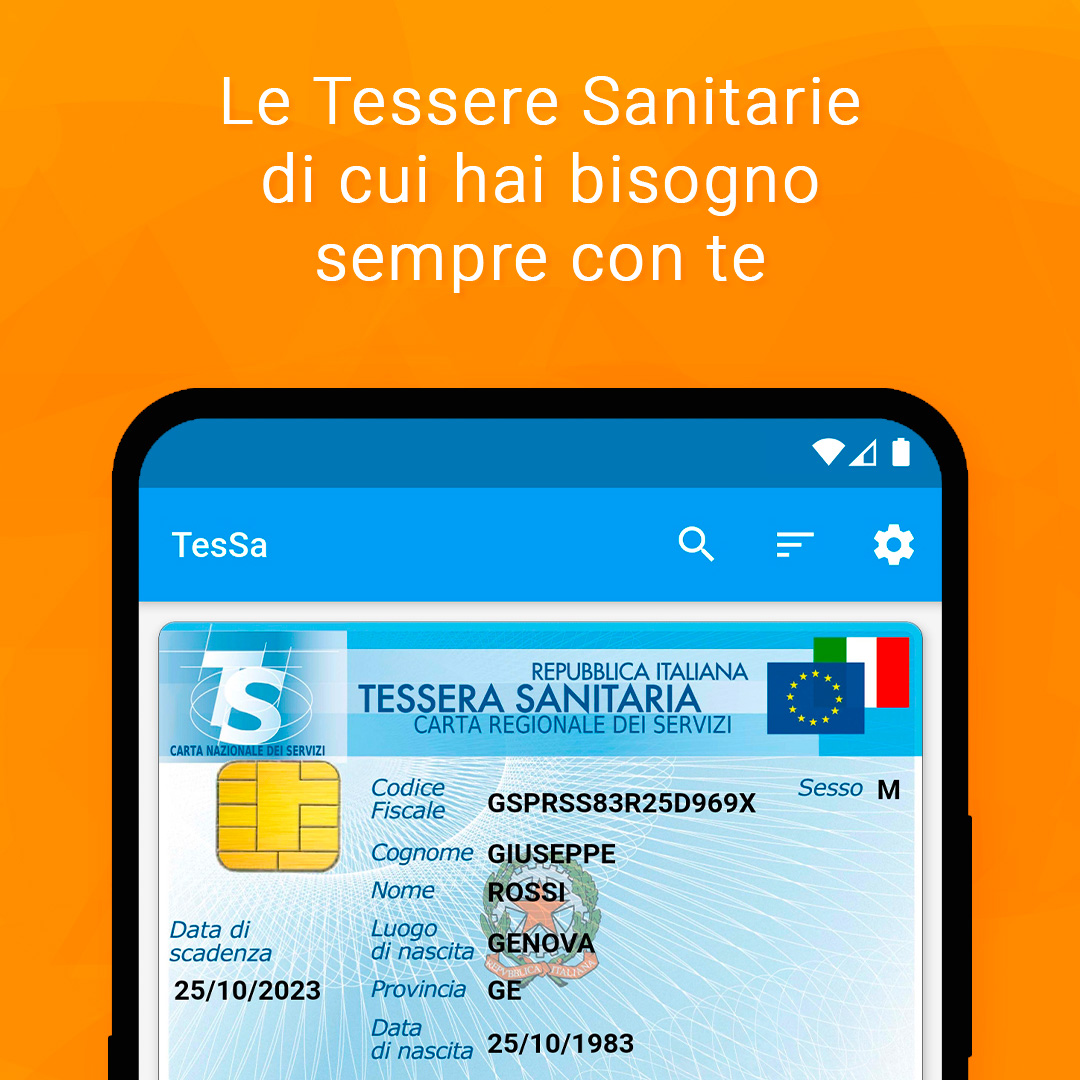 Le Tessere Sanitarie
di cui hai bisogno
sempre con te
TesSa
TS
CARTA NAZIONALE DEI SERVIZI
REPUBBLICA ITALIANA
TESSERA SANITARIA
CARTA REGIONALE DEI SERVIZI
Codice
Fiscale
GSPRSS83R25D969X
Sesso M
Cognome GIUSEPPE
Nome ROSSI
Luogo
di nascita GENOVA
REPVBBLICA ITALIANA
Data di
scadenza
25/10/2023
Provincia GE
Data
di nascita 25/10/1983